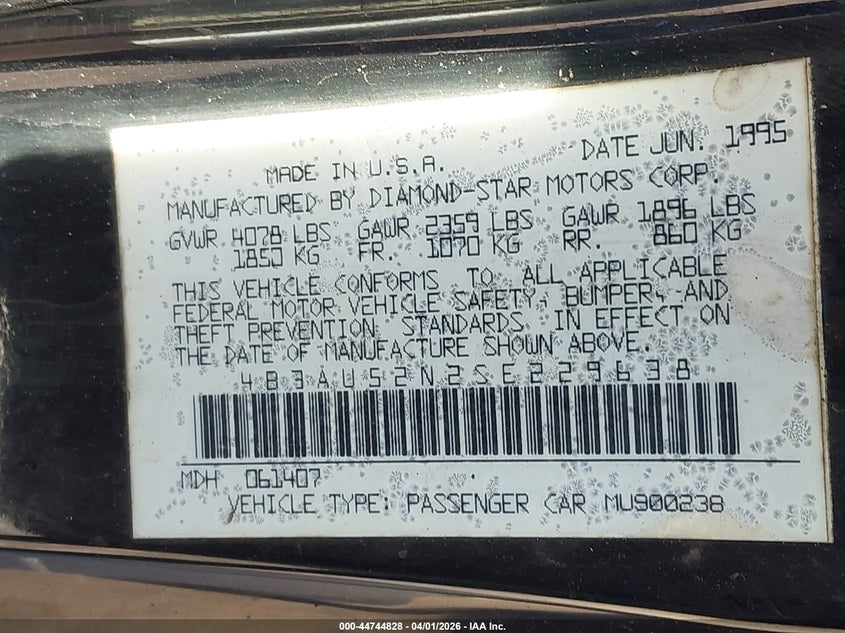 MADE IN U.S.A. DATE JUN. 1995
MANUFACTURED BY DIAMOND-STAR MOTORS CORP.
GVWR 4078 LBS GAWR 2359 LBS GAWR 1896 LBS
1850 KG FR. 1070 KG RR. 860 KG
THIS VEHICLE CONFORMS TO ALL APPLICABLE
FEDERAL MOTOR VEHICLE SAFETY, BUMPER, AND
THEFT PREVENTION STANDARDS IN EFFECT ON
THE DATE OF MANUFACTURE SHOWN ABOVE.
4B3AU52N2SE229638
MDH 061407
VEHICLE TYPE: PASSENGER CAR MU900238
000-44744828 - 04/01/2026 - IAA Inc.